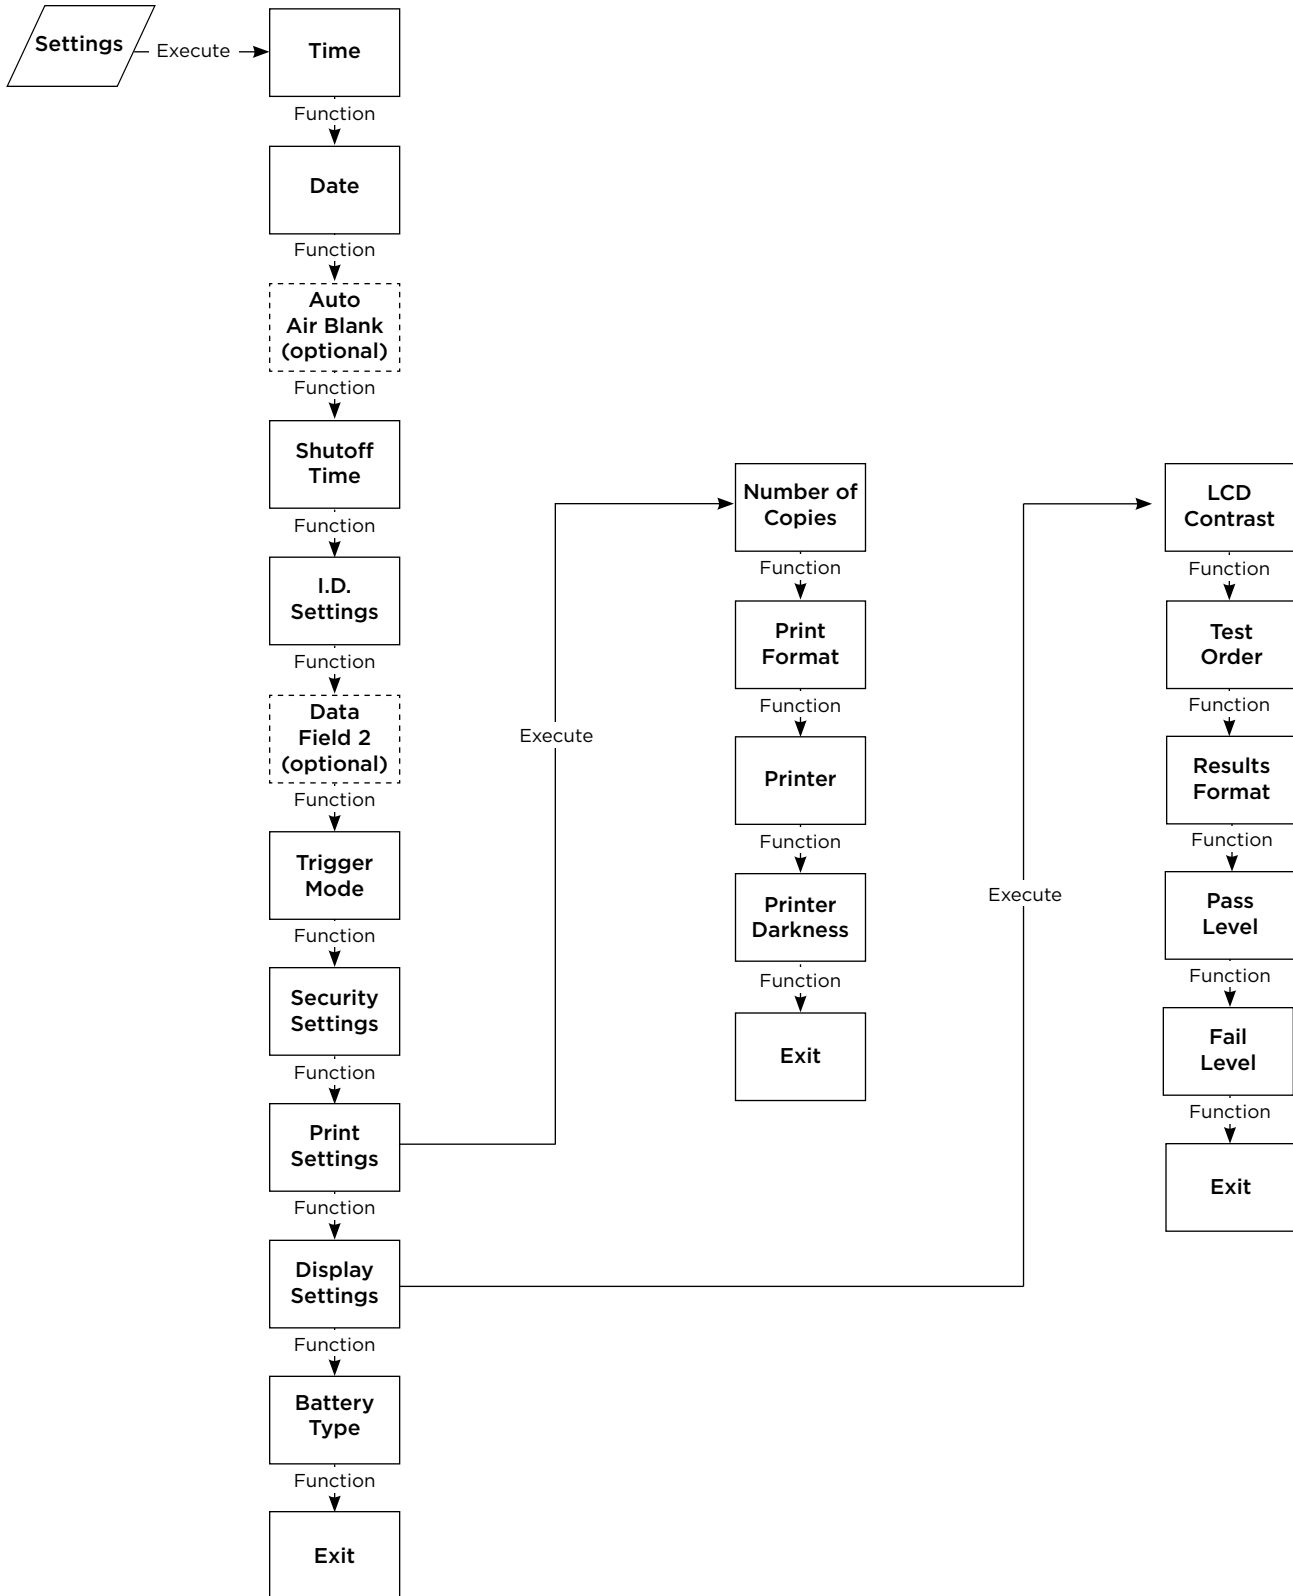 Settings
Execute
Time
Function
Date
Function
Auto
Air Blank
(optional)
Function
Shutoff
Time
Function
I.D.
Settings
Function
Data
Field 2
(optional)
Function
Trigger
Mode
Function
Security
Settings
Function
Print
Settings
Function
Display
Settings
Function
Battery
Type
Function
Exit
Execute
Number of
Copies
Function
Print
Format
Function
Printer
Function
Printer
Darkness
Function
Exit
Execute
LCD
Contrast
Function
Test
Order
Function
Results
Format
Function
Pass
Level
Function
Fail
Level
Function
Exit